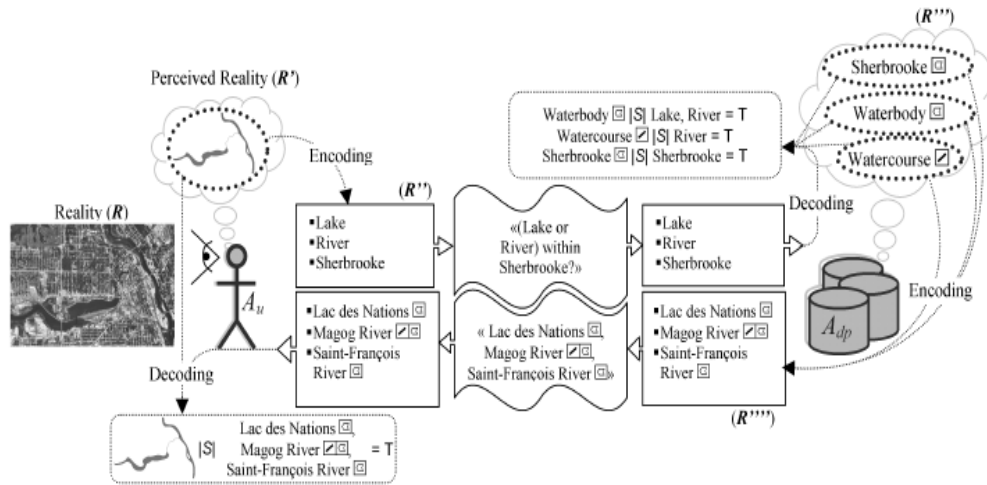 (R''')
Sherbrooke
Perceived Reality (R')
Waterbody
Waterbody |S| Lake, River = T
Watercourse |S| River = T
Sherbrooke |S| Sherbrooke = T
Watercourse
Encoding
(R'')
Decoding
Reality (R)
▪Lake
▪River
▪Sherbrooke
«(Lake or
River) within
Sherbrooke?»
▪Lake
▪River
▪Sherbrooke
Encoding
Au
Adp
▪Lac des Nations
▪Magog River
▪Saint-François
River
« Lac des Nations ,
Magog River ,
Saint-François River »
▪Lac des Nations
▪Magog River
▪Saint-François
River
Decoding
(R'''')
|S|
Lac des Nations ,
Magog River ,
Saint-François River
= T